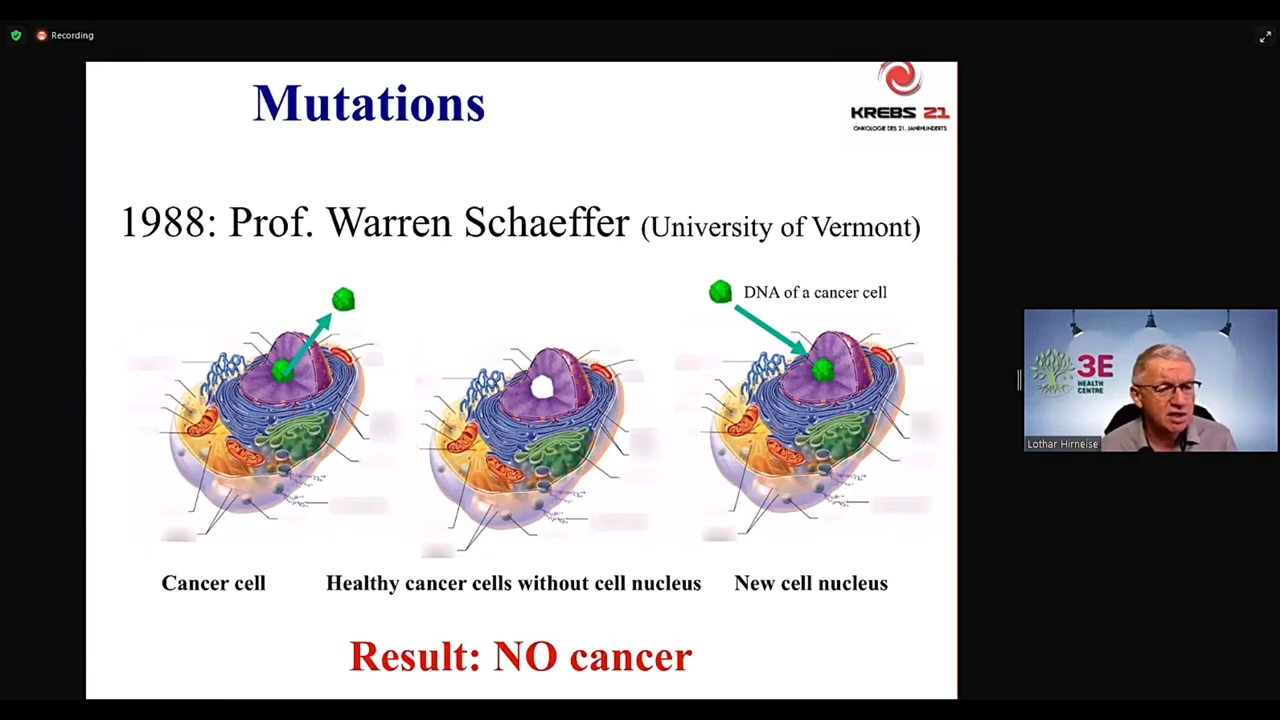 Recording
Mutations
KREBS 21
ONKOLOGIE DES 21. JAHRHUNDERTS
1988: Prof. Warren Schaeffer (University of Vermont)
DNA of a cancer cell
3E
HEALTH
CENTRE
Lothar Hirneise
Cancer cell
Healthy cancer cells without cell nucleus
New cell nucleus
Result: NO cancer